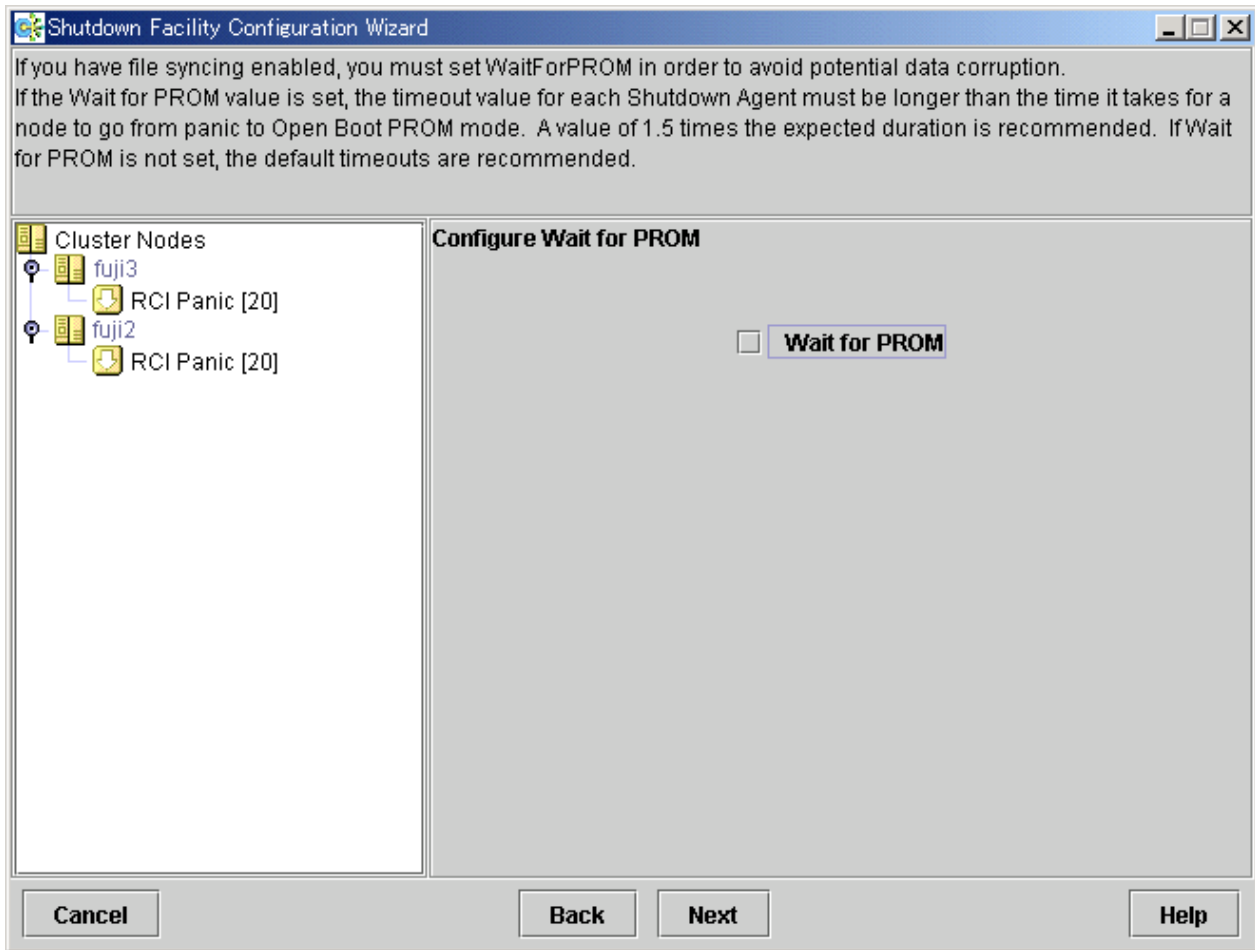 Shutdown Facility Configuration Wizard
If you have file syncing enabled, you must set WaitForPROM in order to avoid potential data corruption.
If the Wait for PROM value is set, the timeout value for each Shutdown Agent must be longer than the time it takes for a
node to go from panic to Open Boot PROM mode. A value of 1.5 times the expected duration is recommended. If Wait
for PROM is not set, the default timeouts are recommended.
Cluster Nodes
fuji3
RCI Panic [20]
fuji2
RCI Panic [20]
Configure Wait for PROM
Wait for PROM
Cancel
Back
Next
Help